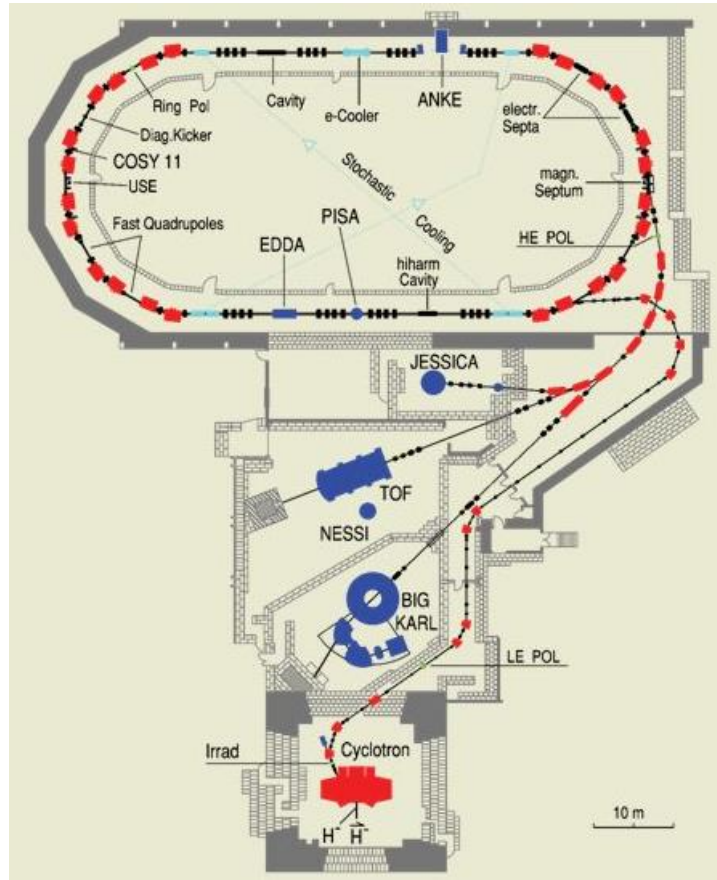 Ring Pol
Cavity
e-Cooler
ANKE
electr.
Septa
Diag.Kicker
COSY 11
USE
Stochastic
Cooling
magn.
Septum
Fast Quadrupoles
PISA
EDDA
hiharm
Cavity
HE POL
JESSICA
TOF
NESSI
BIG
KARL
LE POL
Irrad
Cyclotron
H⁻ H⃗⁻
10 m